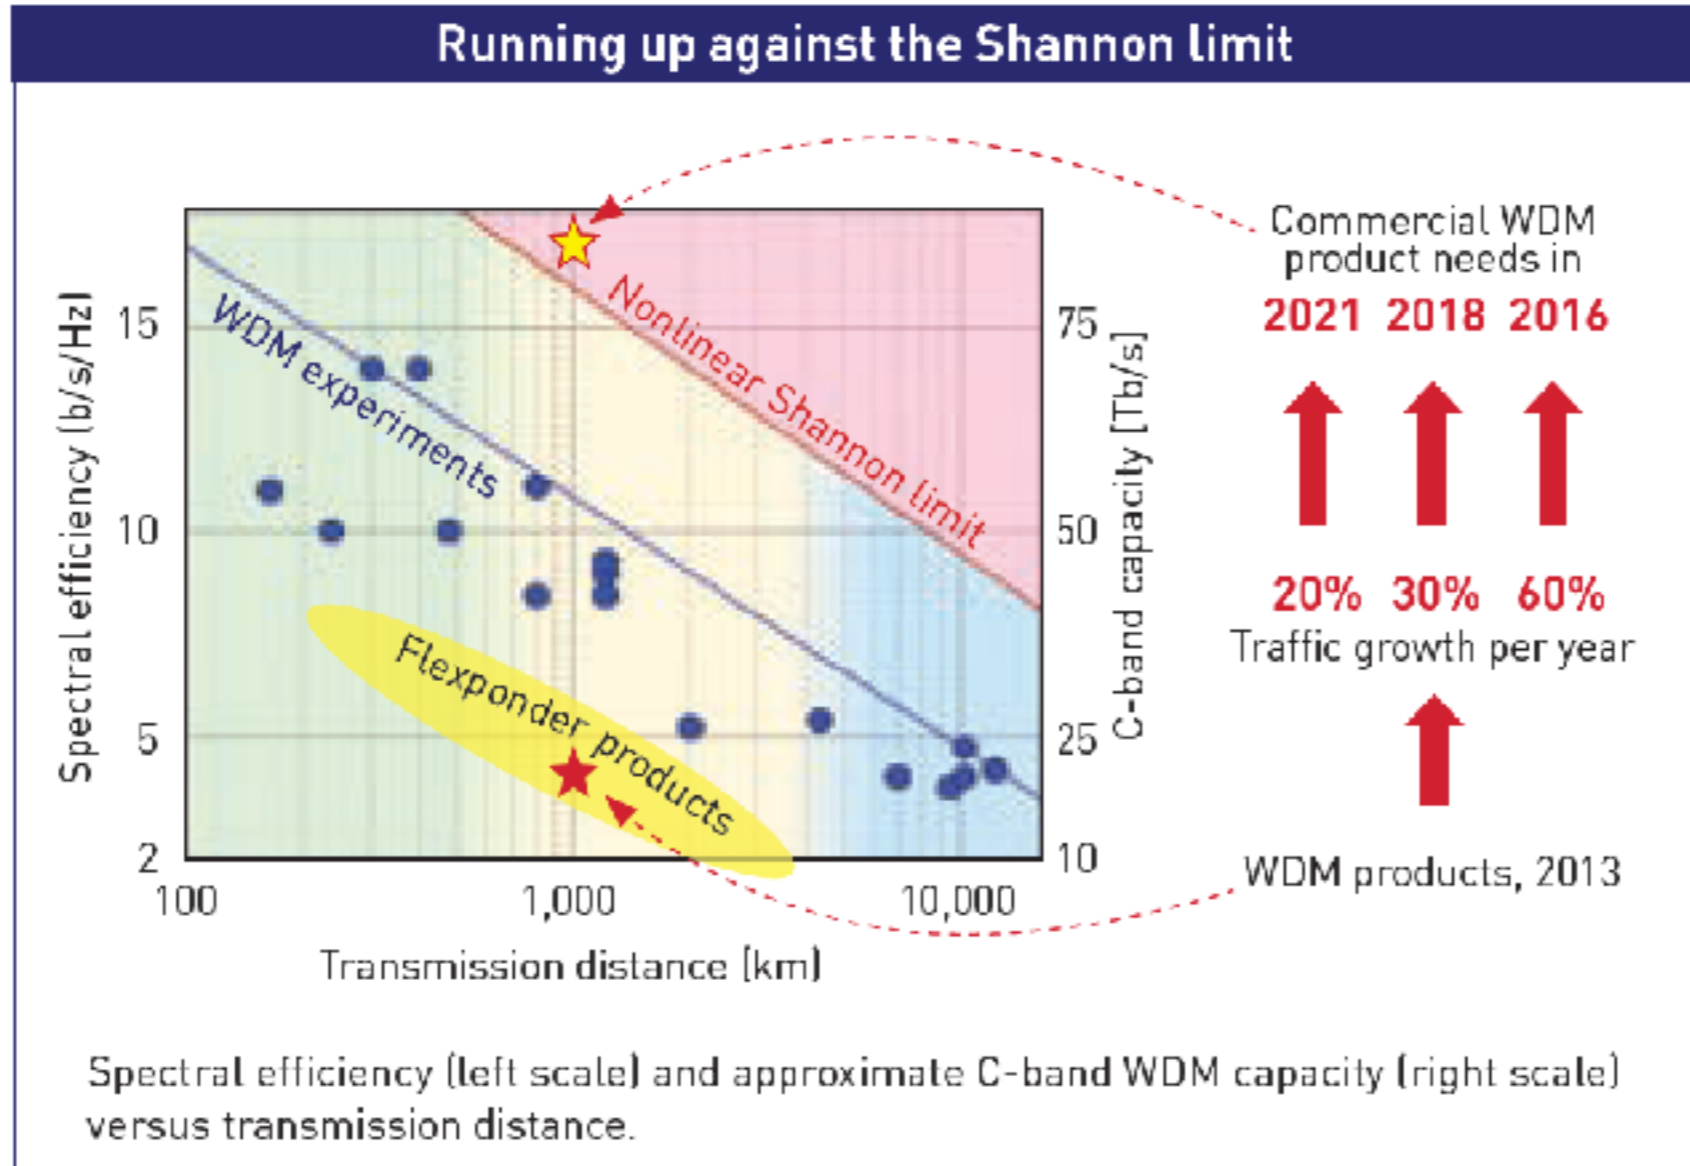 Running up against the Shannon limit
Spectral efficiency (b/s/Hz)
15
10
5
2
WDM experiments
Nonlinear Shannon limit
Flexponder products
75
50
25
10
C-band capacity [Tb/s]
100
1,000
10,000
Transmission distance [km]
Commercial WDM
product needs in
2021 2018 2016
20% 30% 60%
Traffic growth per year
WDM products, 2013
Spectral efficiency (left scale) and approximate C-band WDM capacity (right scale)
versus transmission distance.